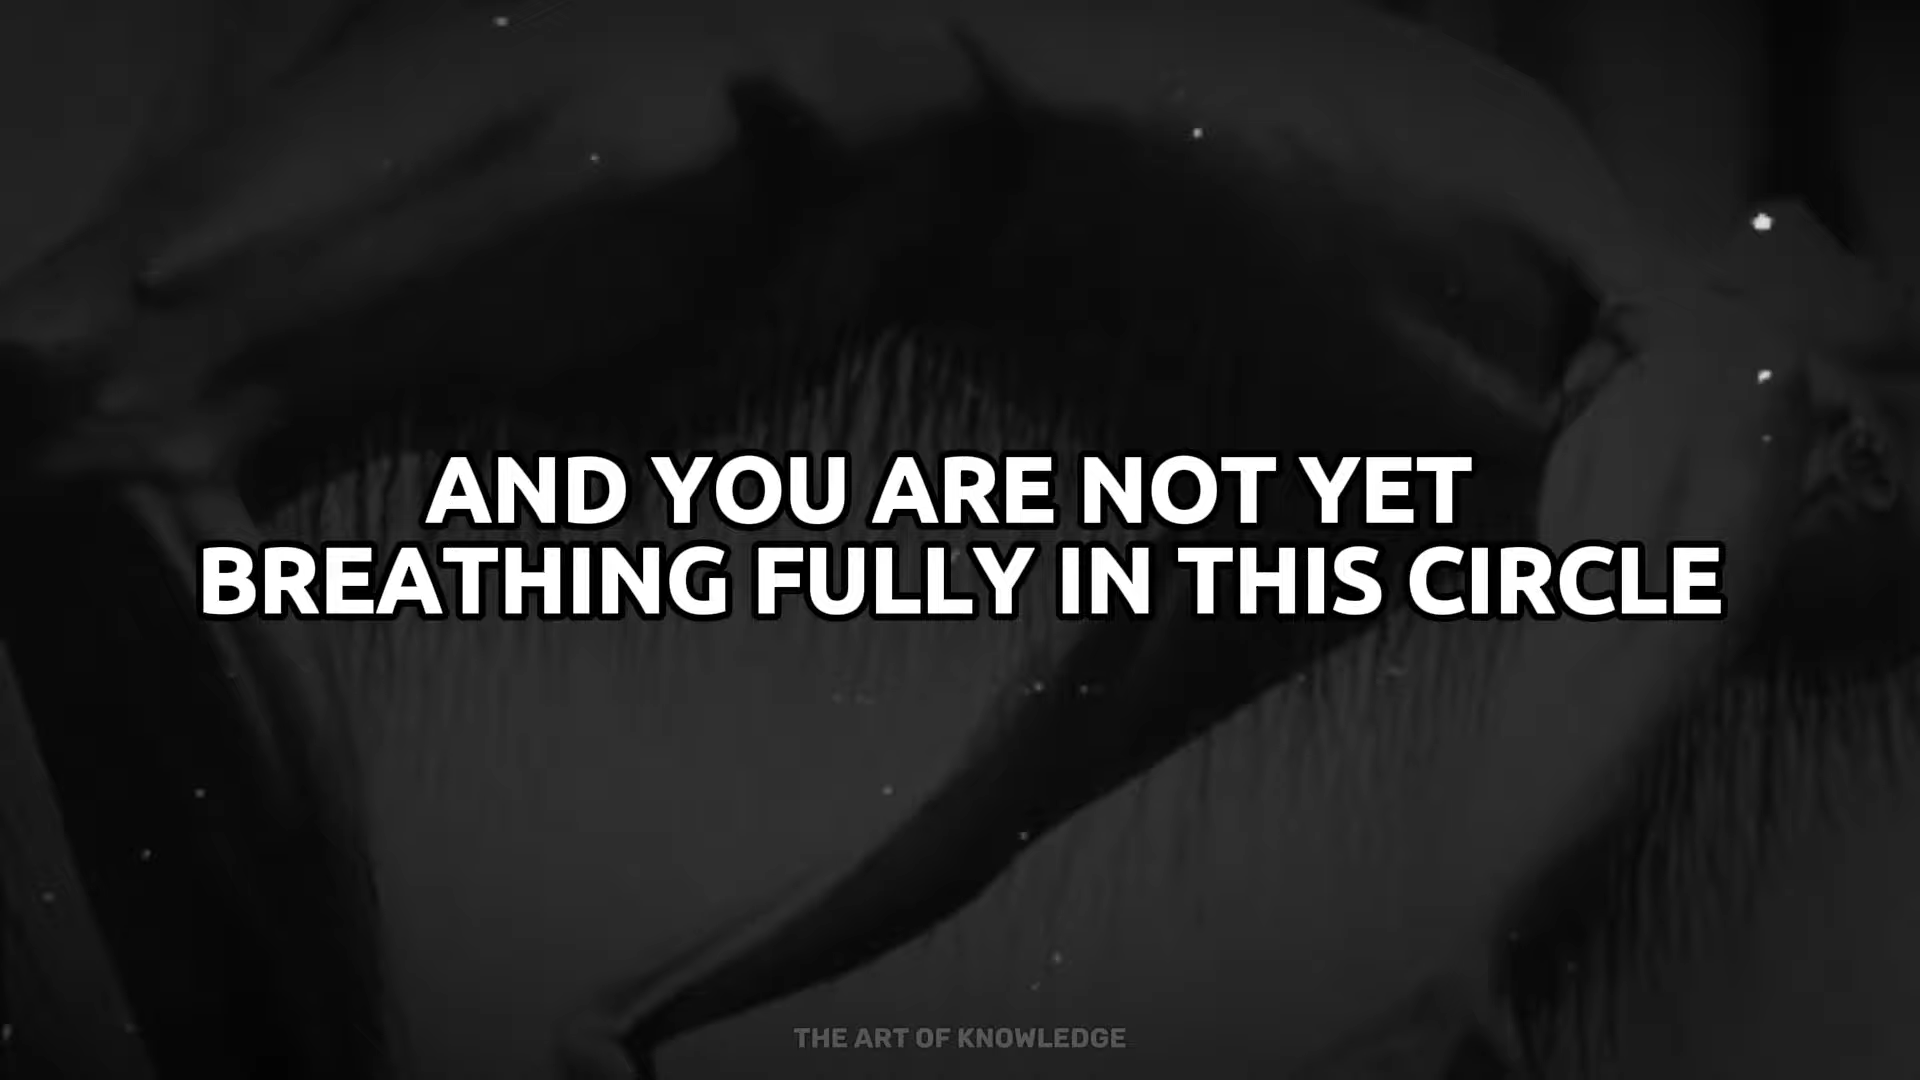 AND YOU ARE NOT YET
BREATHING FULLY IN THIS CIRCLE
THE ART OF KNOWLEDGE